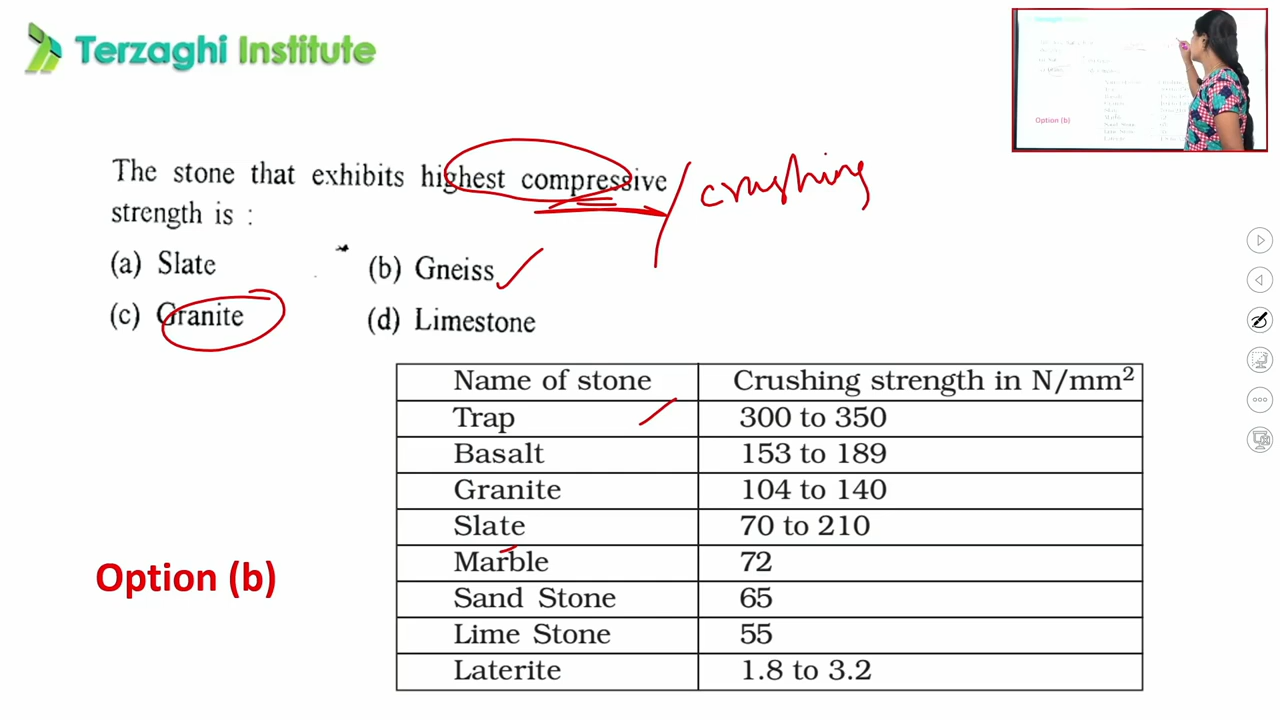 Terzaghi Institute
The stone that exhibits highest compressive / crushing
strength is :
(a) Slate (b) Gneiss
(c) Granite (d) Limestone
Name of stone Crushing strength in N/mm²
Trap 300 to 350
Basalt 153 to 189
Granite 104 to 140
Slate 70 to 210
Marble 72
Sand Stone 65
Lime Stone 55
Laterite 1.8 to 3.2
Option (b)
Option (b)